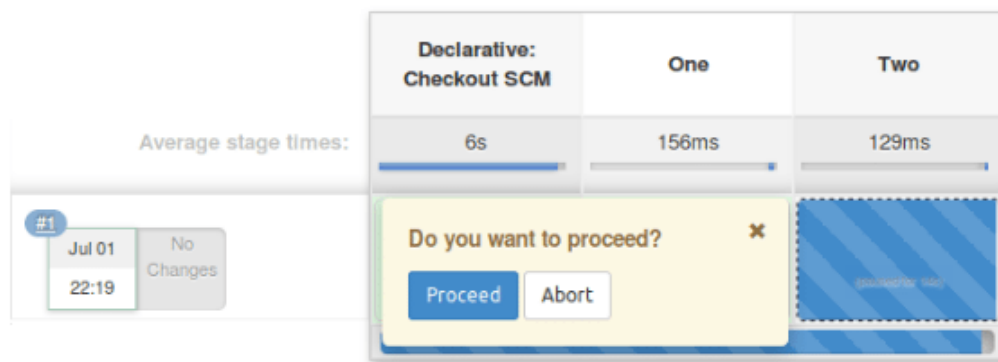 Declarative:
Checkout SCM
One
Two
Average stage times:
6s
156ms
129ms
#1
Jul 01
22:19
No
Changes
Do you want to proceed?
Proceed
Abort